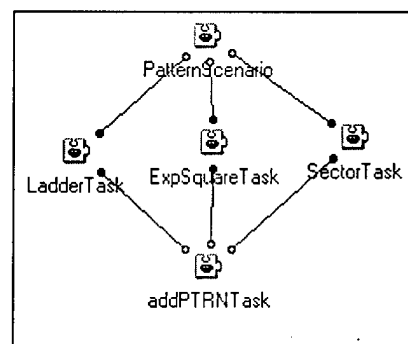 PatternScenario
LadderTask
ExpSquareTask
SectorTask
addPTRNTask